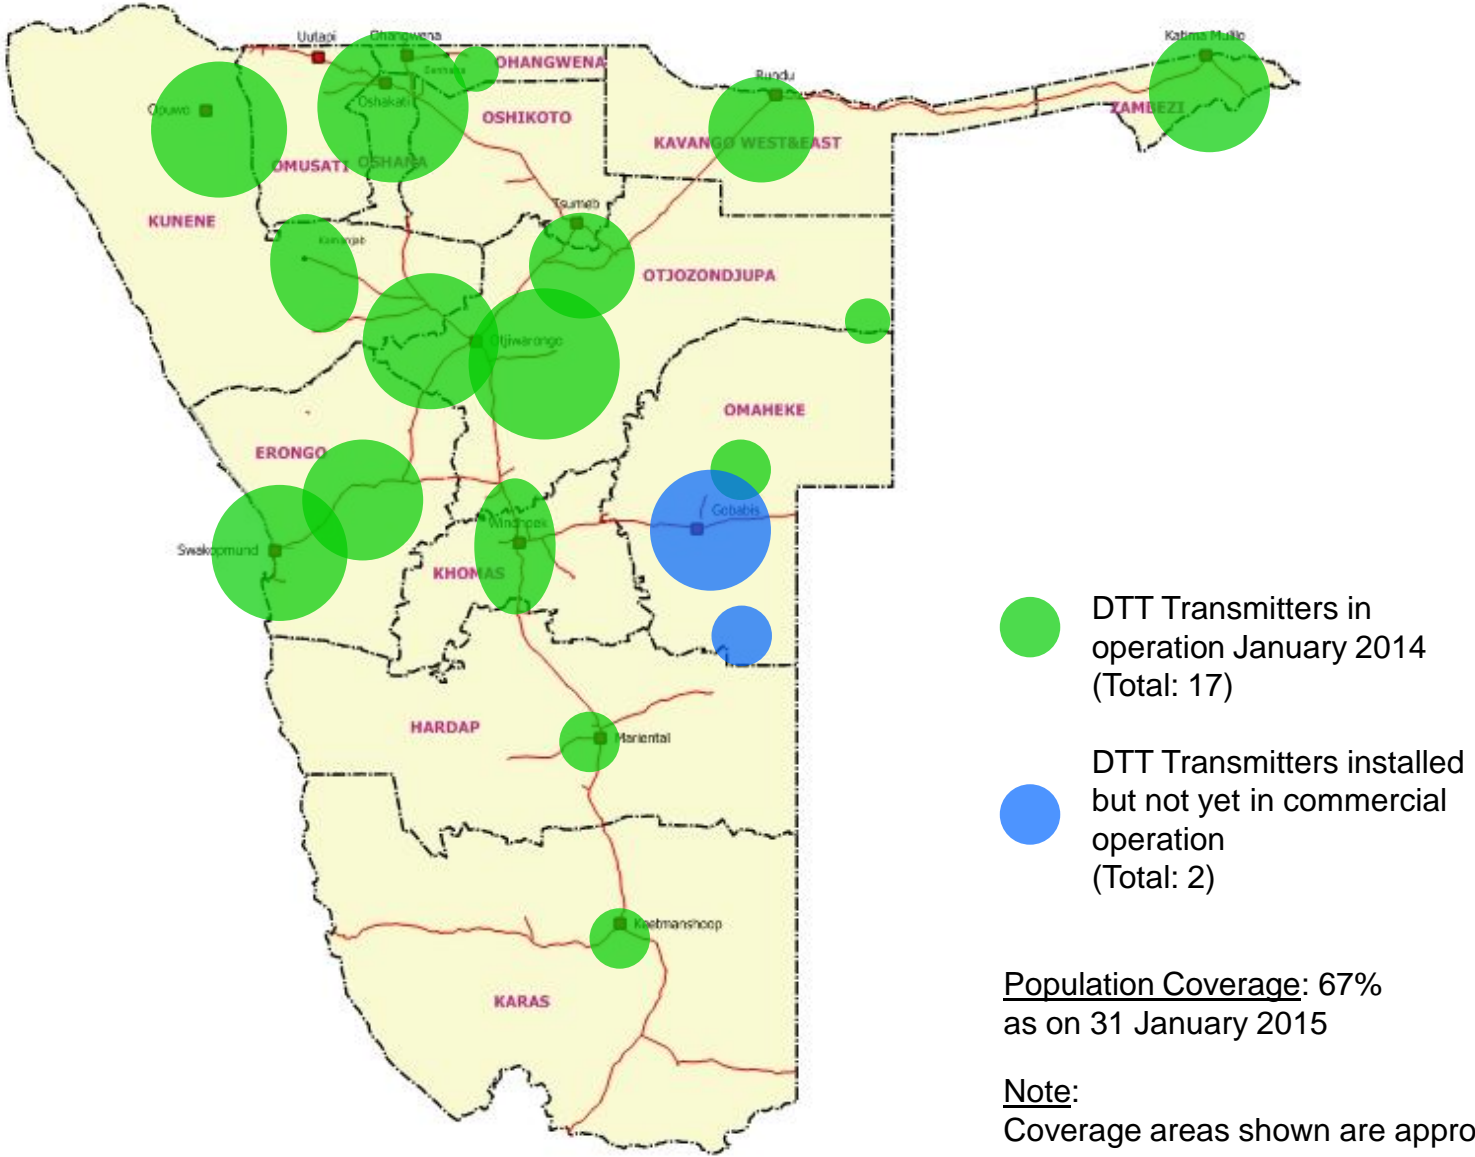 Uutapi
Ohangwena
Katima Mulilo
OHANGWENA
Eenhana
Rundu
Opuwo
Oshakati
OSHIKOTO
ZAMBEZI
KAVANGO WEST&EAST
OMUSATI
OSHANA
KUNENE
Tsumeb
Kamanjab
OTJOZONDJUPA
Otjiwarongo
OMAHEKE
ERONGO
Gobabis
Windhoek
Swakopmund
KHOMAS
HARDAP
Mariental
Keetmanshoop
KARAS
DTT Transmitters in
operation January 2014
(Total: 17)
DTT Transmitters installed
but not yet in commercial
operation
(Total: 2)
Population Coverage: 67%
as on 31 January 2015
Note:
Coverage areas shown are appro